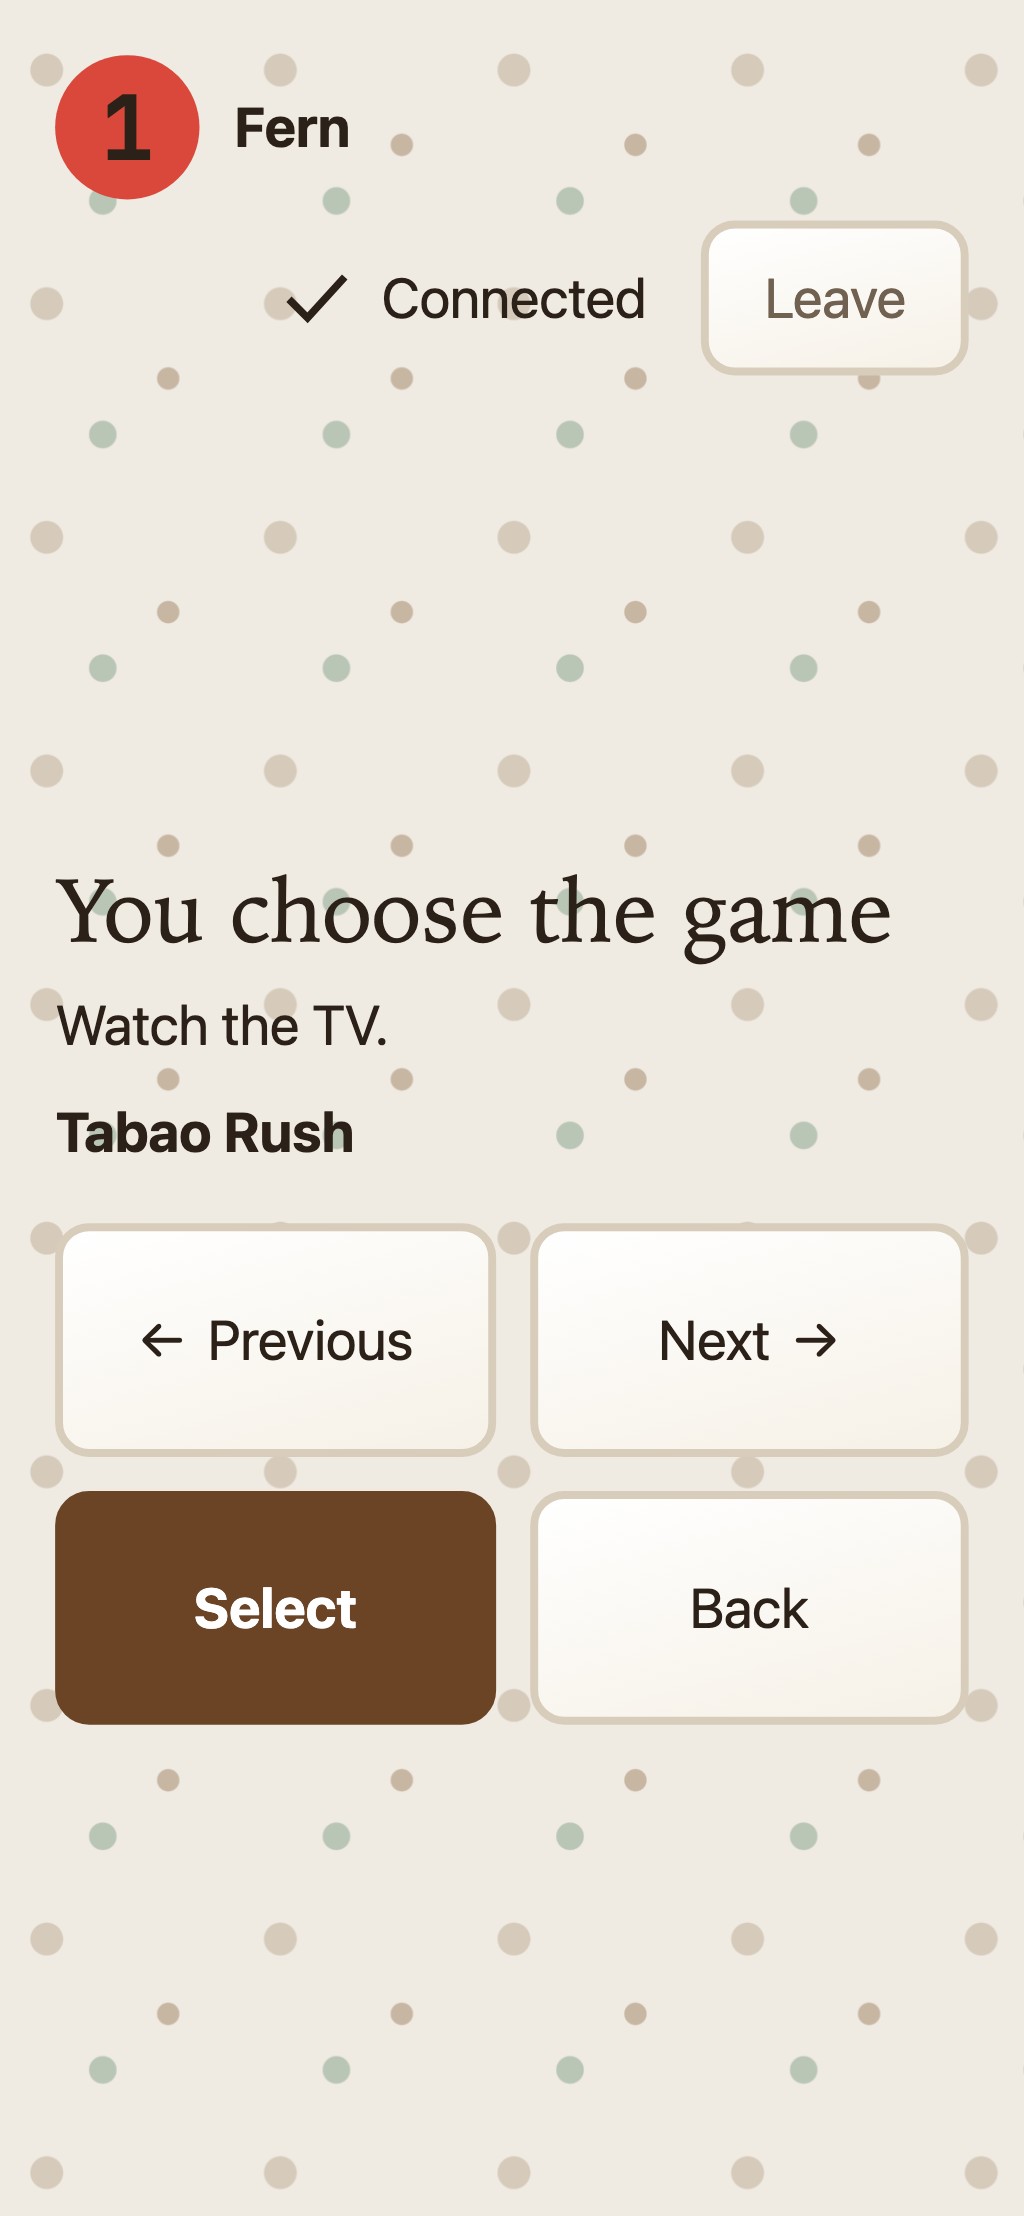 1 Fern
Connected Leave
You choose the game
Watch the TV.
Tabao Rush
← Previous Next →
Select Back